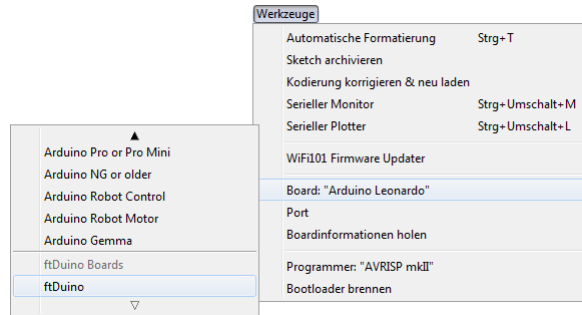 Werkzeuge
Automatische Formatierung Strg+T
Sketch archivieren
Kodierung korrigieren & neu laden
Serieller Monitor Strg+Umschalt+M
Serieller Plotter Strg+Umschalt+L
WiFi101 Firmware Updater
Board: "Arduino Leonardo"
Port
Boardinformationen holen
Programmer: "AVRISP mkII"
Bootloader brennen
Arduino Pro or Pro Mini
Arduino NG or older
Arduino Robot Control
Arduino Robot Motor
Arduino Gemma
ftDuino Boards
ftDuino